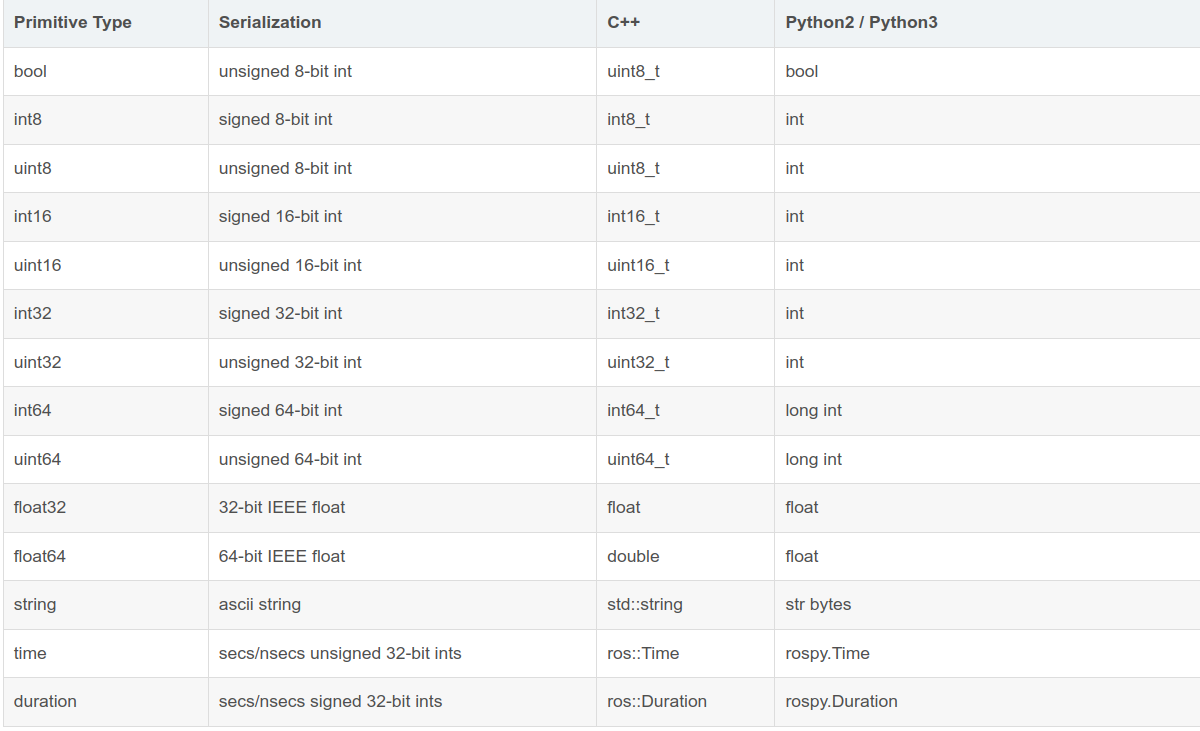 Primitive Type Serialization C++ Python2 / Python3
bool unsigned 8-bit int uint8_t bool
int8 signed 8-bit int int8_t int
uint8 unsigned 8-bit int uint8_t int
int16 signed 16-bit int int16_t int
uint16 unsigned 16-bit int uint16_t int
int32 signed 32-bit int int32_t int
uint32 unsigned 32-bit int uint32_t int
int64 signed 64-bit int int64_t long int
uint64 unsigned 64-bit int uint64_t long int
float32 32-bit IEEE float float float
float64 64-bit IEEE float double float
string ascii string std::string str bytes
time secs/nsecs unsigned 32-bit ints ros::Time rospy.Time
duration secs/nsecs signed 32-bit ints ros::Duration rospy.Duration